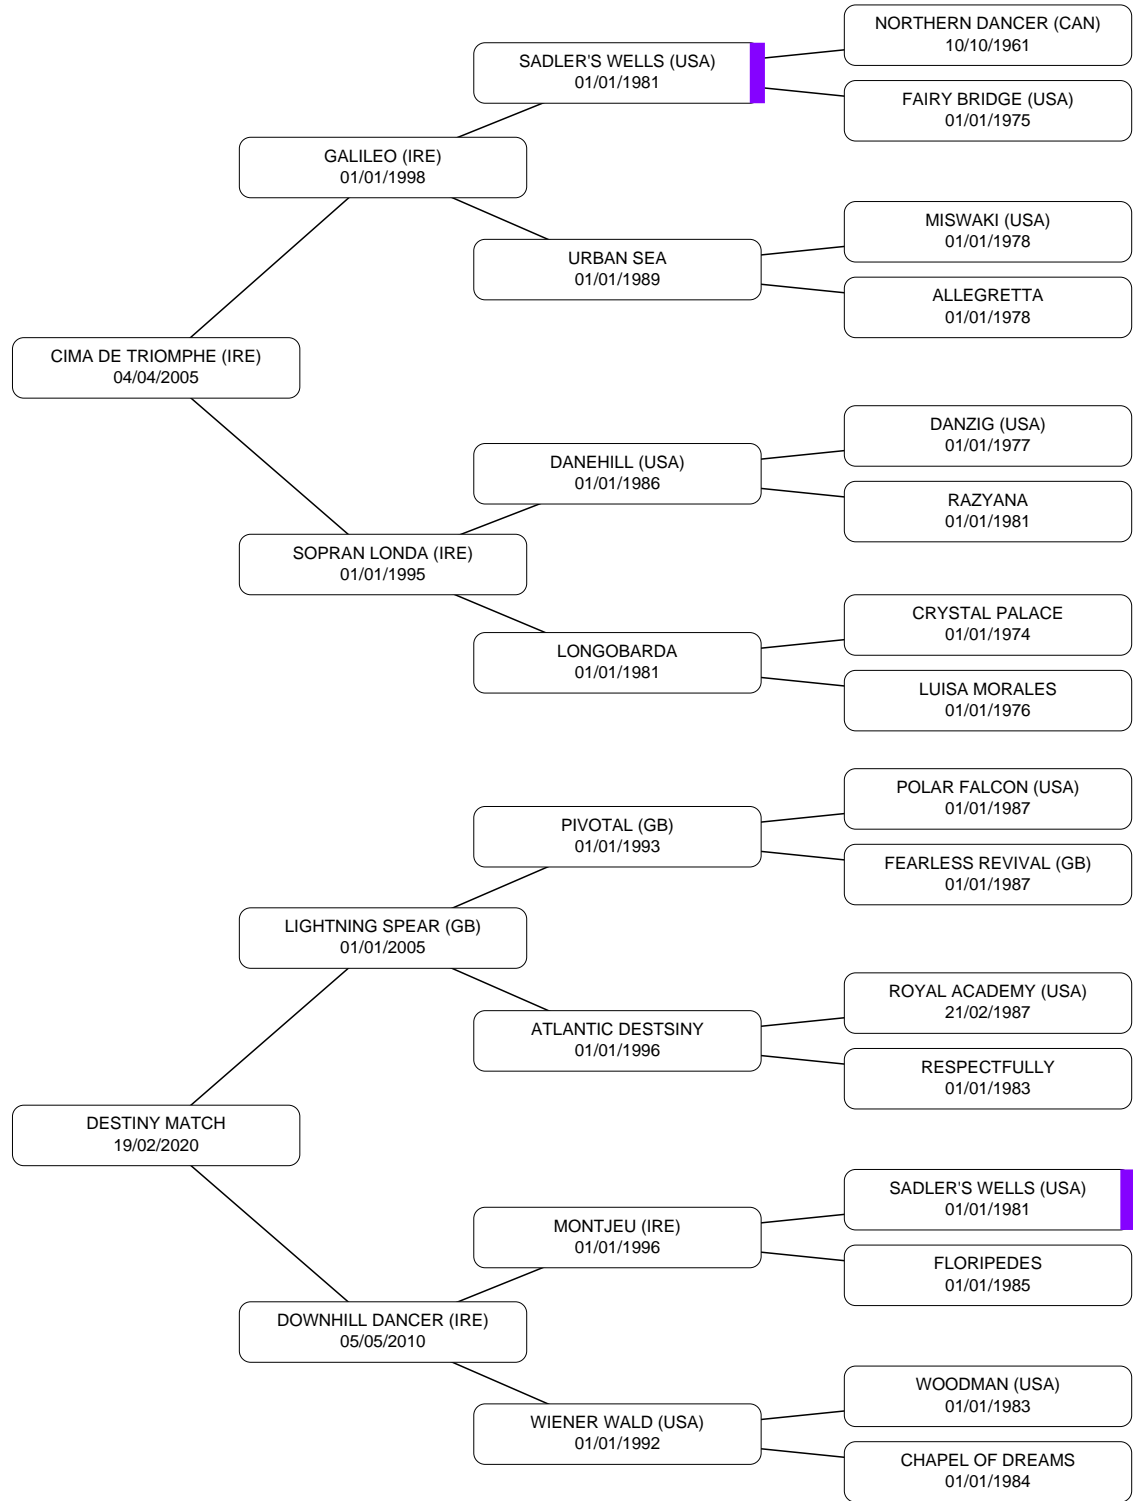 NORTHERN DANCER (CAN)
10/10/1961
SADLER'S WELLS (USA)
01/01/1981
FAIRY BRIDGE (USA)
01/01/1975
GALILEO (IRE)
01/01/1998
MISWAKI (USA)
01/01/1978
URBAN SEA
01/01/1989
ALLEGRETTA
01/01/1978
CIMA DE TRIOMPHE (IRE)
04/04/2005
DANZIG (USA)
01/01/1977
DANEHILL (USA)
01/01/1986
RAZYANA
01/01/1981
SOPRAN LONDA (IRE)
01/01/1995
CRYSTAL PALACE
01/01/1974
LONGOBARDA
01/01/1981
LUISA MORALES
01/01/1976
POLAR FALCON (USA)
01/01/1987
PIVOTAL (GB)
01/01/1993
FEARLESS REVIVAL (GB)
01/01/1987
LIGHTNING SPEAR (GB)
01/01/2005
ROYAL ACADEMY (USA)
21/02/1987
ATLANTIC DESTSINY
01/01/1996
RESPECTFULLY
01/01/1983
DESTINY MATCH
19/02/2020
SADLER'S WELLS (USA)
01/01/1981
MONTJEU (IRE)
01/01/1996
FLORIPEDES
01/01/1985
DOWNHILL DANCER (IRE)
05/05/2010
WOODMAN (USA)
01/01/1983
WIENER WALD (USA)
01/01/1992
CHAPEL OF DREAMS
01/01/1984